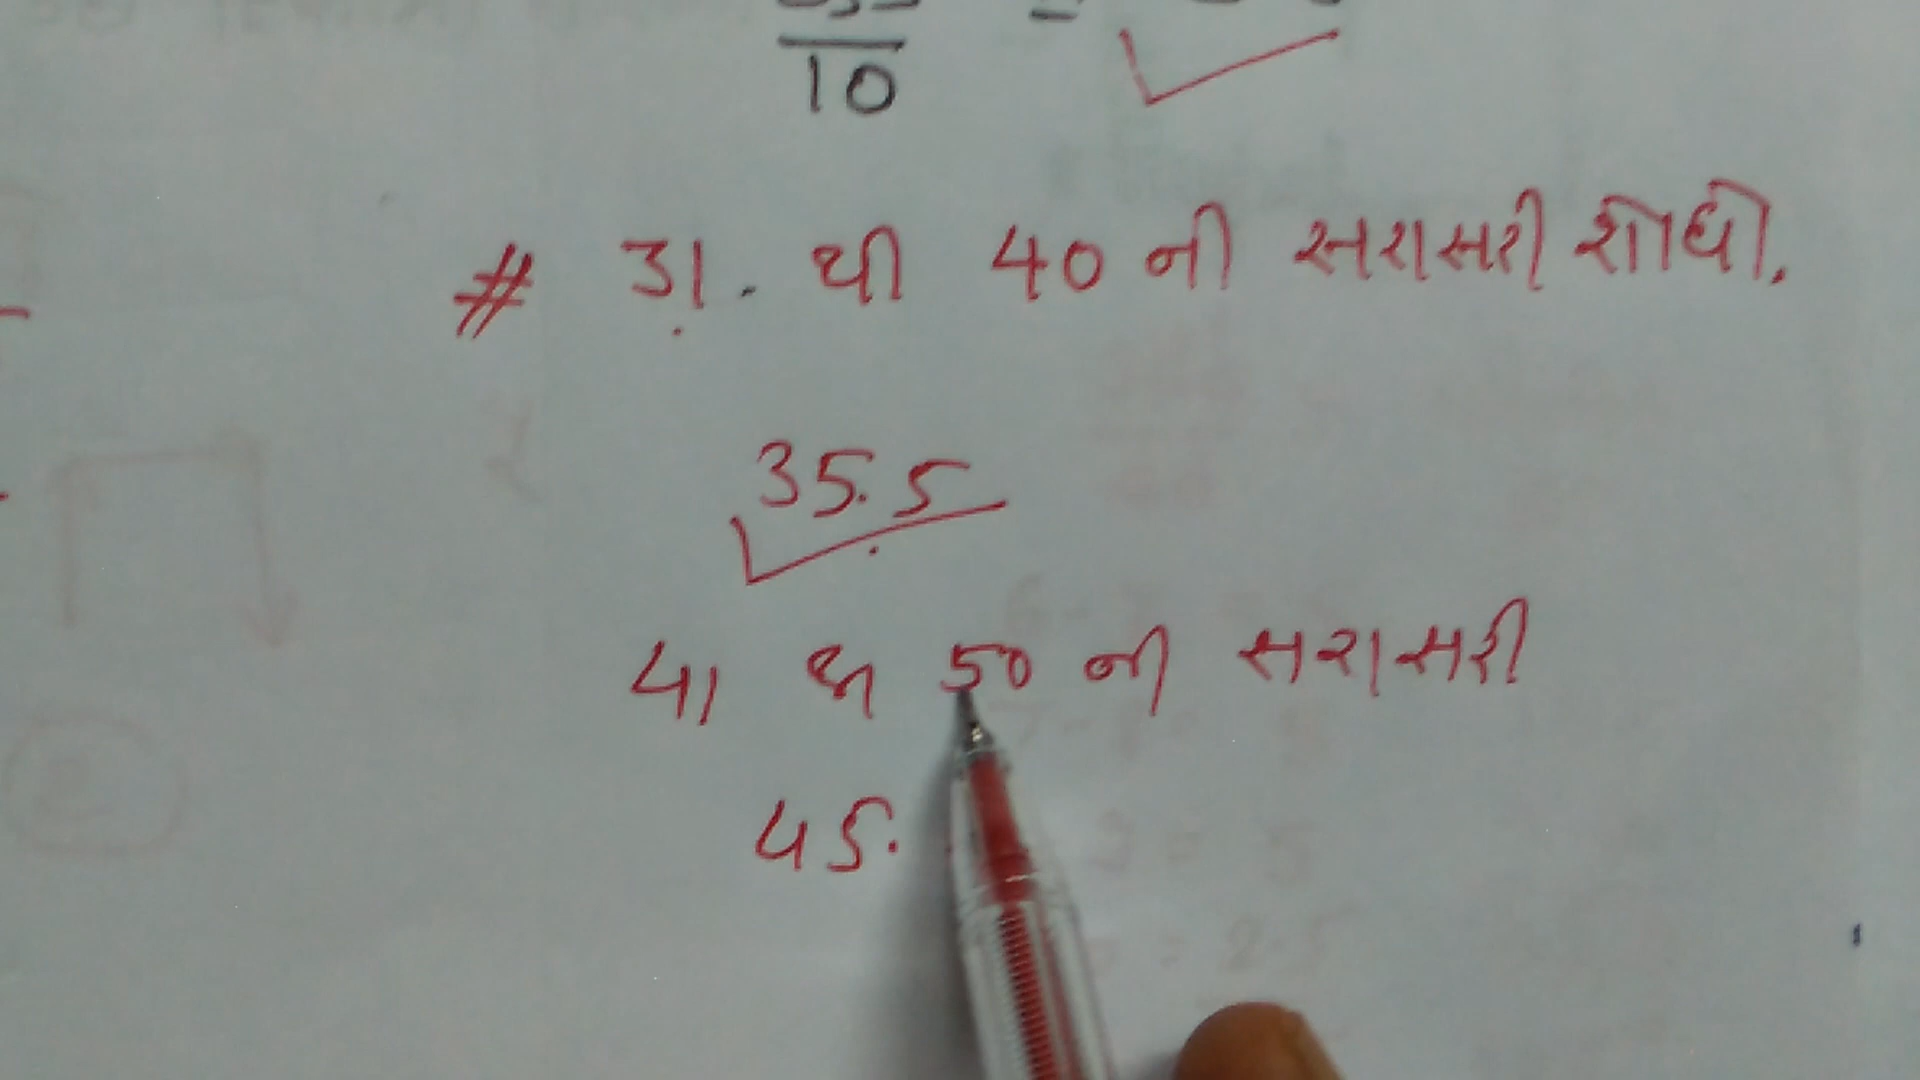 10
# 31. થી 40 ની સરાસરી શોધો.
35.5
41 થી 50 ની સરાસરી
45.